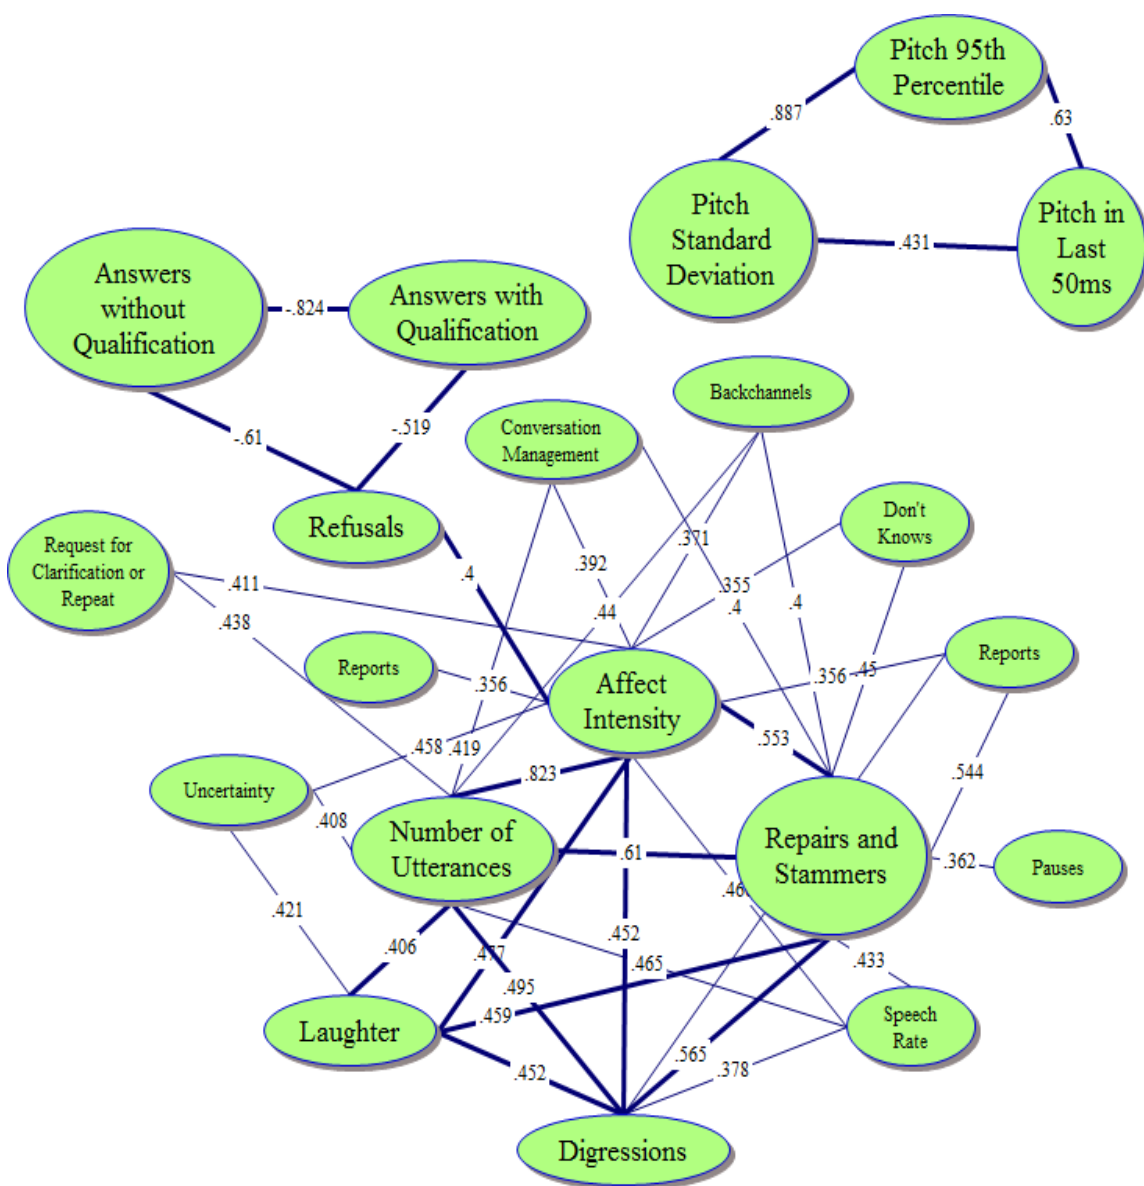 Pitch 95th
Percentile
.887
.63
Pitch
Standard
Deviation
.431
Pitch in
Last
50ms
Answers
without
Qualification
-.824
Answers with
Qualification
-.61
-.519
Refusals
Backchannels
Conversation
Management
Don't
Knows
Request for
Clarification or
Repeat
.411
.438
.4
.392
.371
.355
.44
.4
.4
Reports
.356
Affect
Intensity
.356
.45
Reports
.458
.419
.553
.544
Uncertainty
.408
.823
Number of
Utterances
.61
Repairs and
Stammers
.362
Pauses
.421
.406
.477
.452
.465
.433
.495
.459
Laughter
Speech
Rate
.452
.565
.378
Digressions